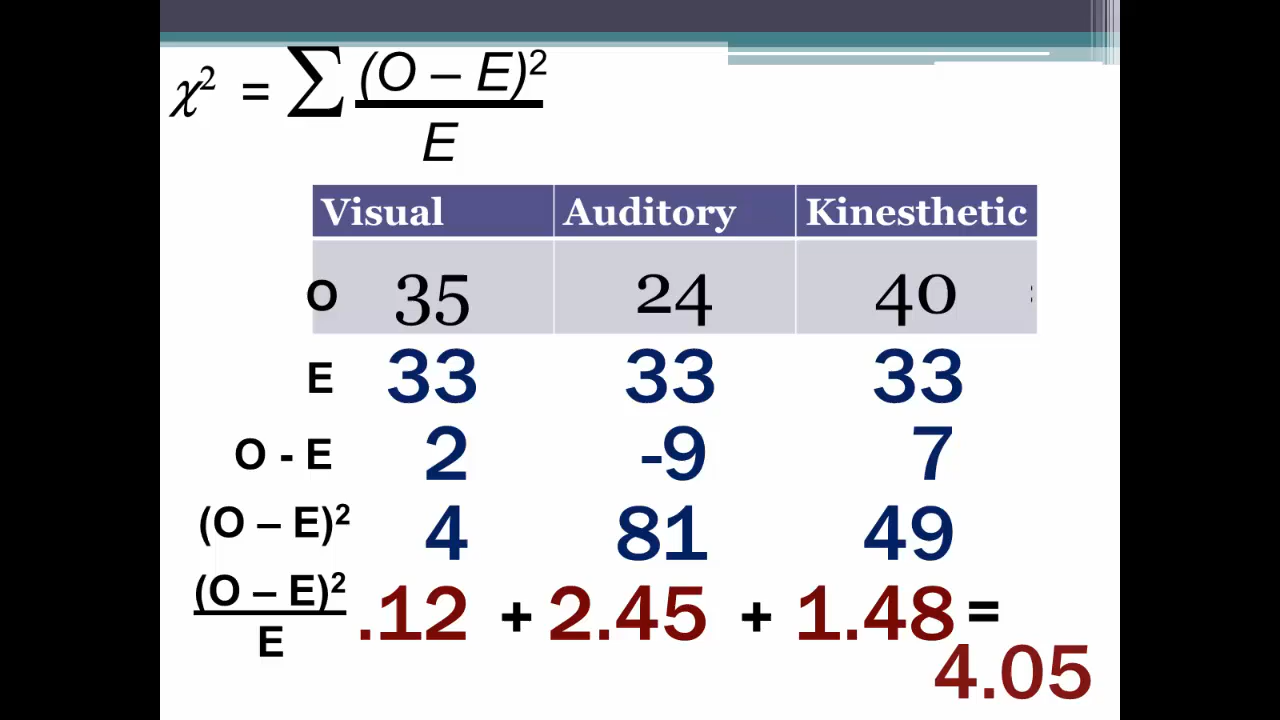 χ² = ∑ (O – E)²
E
Visual Auditory Kinesthetic
O 35 24 40 :
E 33 33 33
O - E 2 -9 7
(O – E)² 4 81 49
(O – E)² .12 + 2.45 + 1.48 =
E
4.05